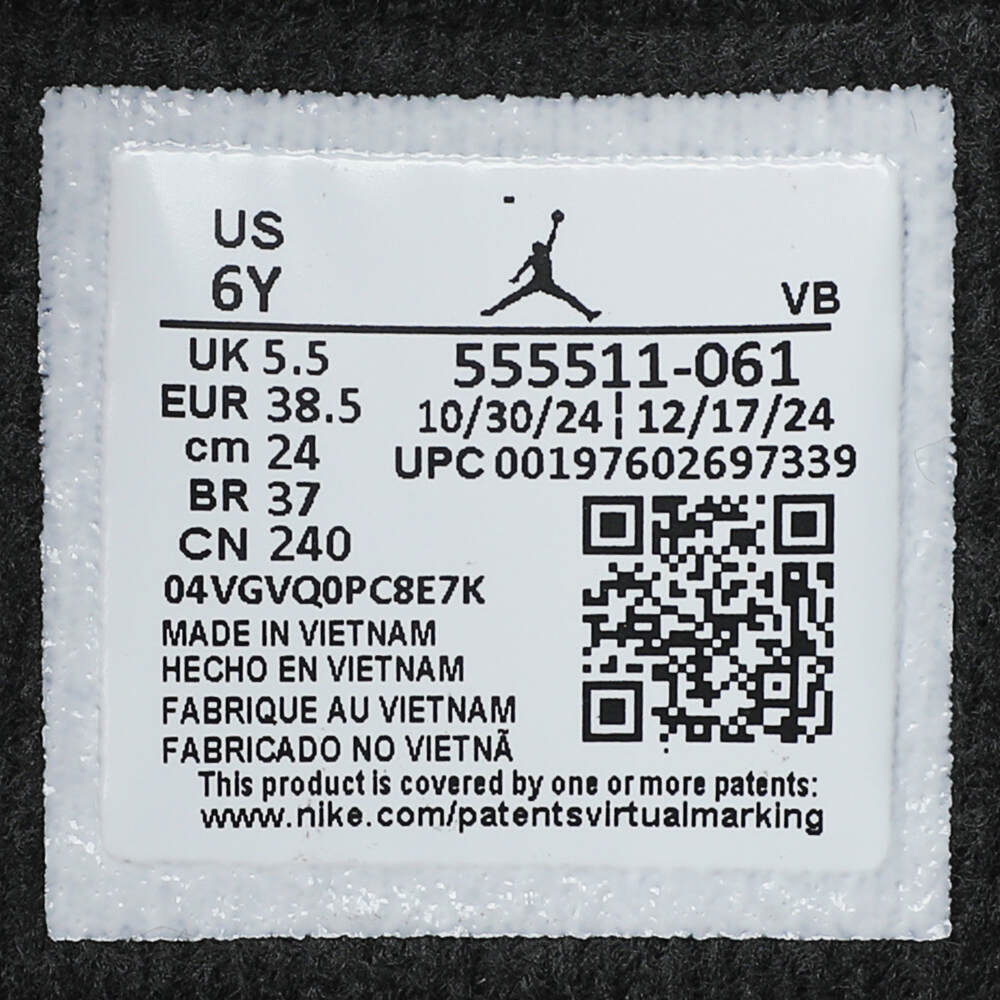 US
6Y
VB
UK 5.5
EUR 38.5
cm 24
BR 37
CN 240
555511-061
10/30/24 ¦ 12/17/24
UPC 00197602697339
04VGVQ0PC8E7K
MADE IN VIETNAM
HECHO EN VIETNAM
FABRIQUE AU VIETNAM
FABRICADO NO VIETNÃ
This product is covered by one or more patents:
www.nike.com/patentsvirtualmarking